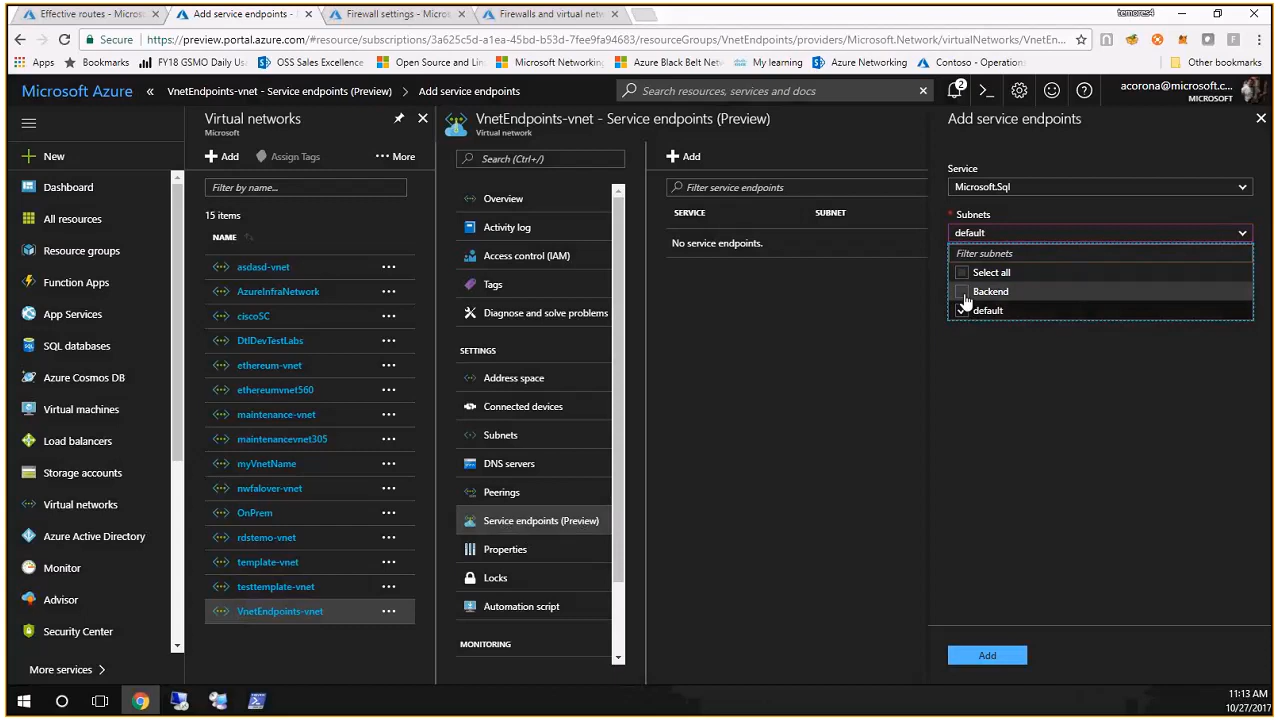 Effective routes - Micros
Add service endpoints -
Firewall settings - Microb
Firewalls and virtual netw
temores4
Secure
https://preview.portal.azure.com/#resource/subscriptions/3a625c5d-a1ea-45bd-b53d-7fee9fa94683/resourceGroups/VnetEndpoints/providers/Microsoft.Network/virtualNetworks/VnetEn...
Apps
Bookmarks
FY18 GSMO Daily Us
OSS Sales Excellence
Open Source and Lin
Microsoft Networking
Azure Black Belt Net
My learning
Azure Networking
Contoso - Operation
Other bookmarks
Microsoft Azure
VnetEndpoints-vnet - Service endpoints (Preview)
Add service endpoints
Search resources, services and docs
2
acorona@microsoft.c...
MICROSOFT
New
Dashboard
All resources
Resource groups
Function Apps
App Services
SQL databases
Azure Cosmos DB
Virtual machines
Load balancers
Storage accounts
Virtual networks
Azure Active Directory
Monitor
Advisor
Security Center
More services
Virtual networks
Microsoft
Add
Assign Tags
More
Filter by name...
15 items
NAME
asdasd-vnet
AzureInfraNetwork
ciscoSC
DtlDevTestLabs
ethereum-vnet
ethereumvnet560
maintenance-vnet
maintenancevnet305
myVnetName
nwfalover-vnet
OnPrem
rdstemo-vnet
template-vnet
testtemplate-vnet
VnetEndpoints-vnet
VnetEndpoints-vnet - Service endpoints (Preview)
Virtual network
Search (Ctrl+/)
Overview
Activity log
Access control (IAM)
Tags
Diagnose and solve problems
SETTINGS
Address space
Connected devices
Subnets
DNS servers
Peerings
Service endpoints (Preview)
Properties
Locks
Automation script
MONITORING
Add
Filter service endpoints
SERVICE
SUBNET
No service endpoints.
Add service endpoints
Service
Microsoft.Sql
* Subnets
default
Filter subnets
Select all
Backend
default
Add
11:13 AM
10/27/2017